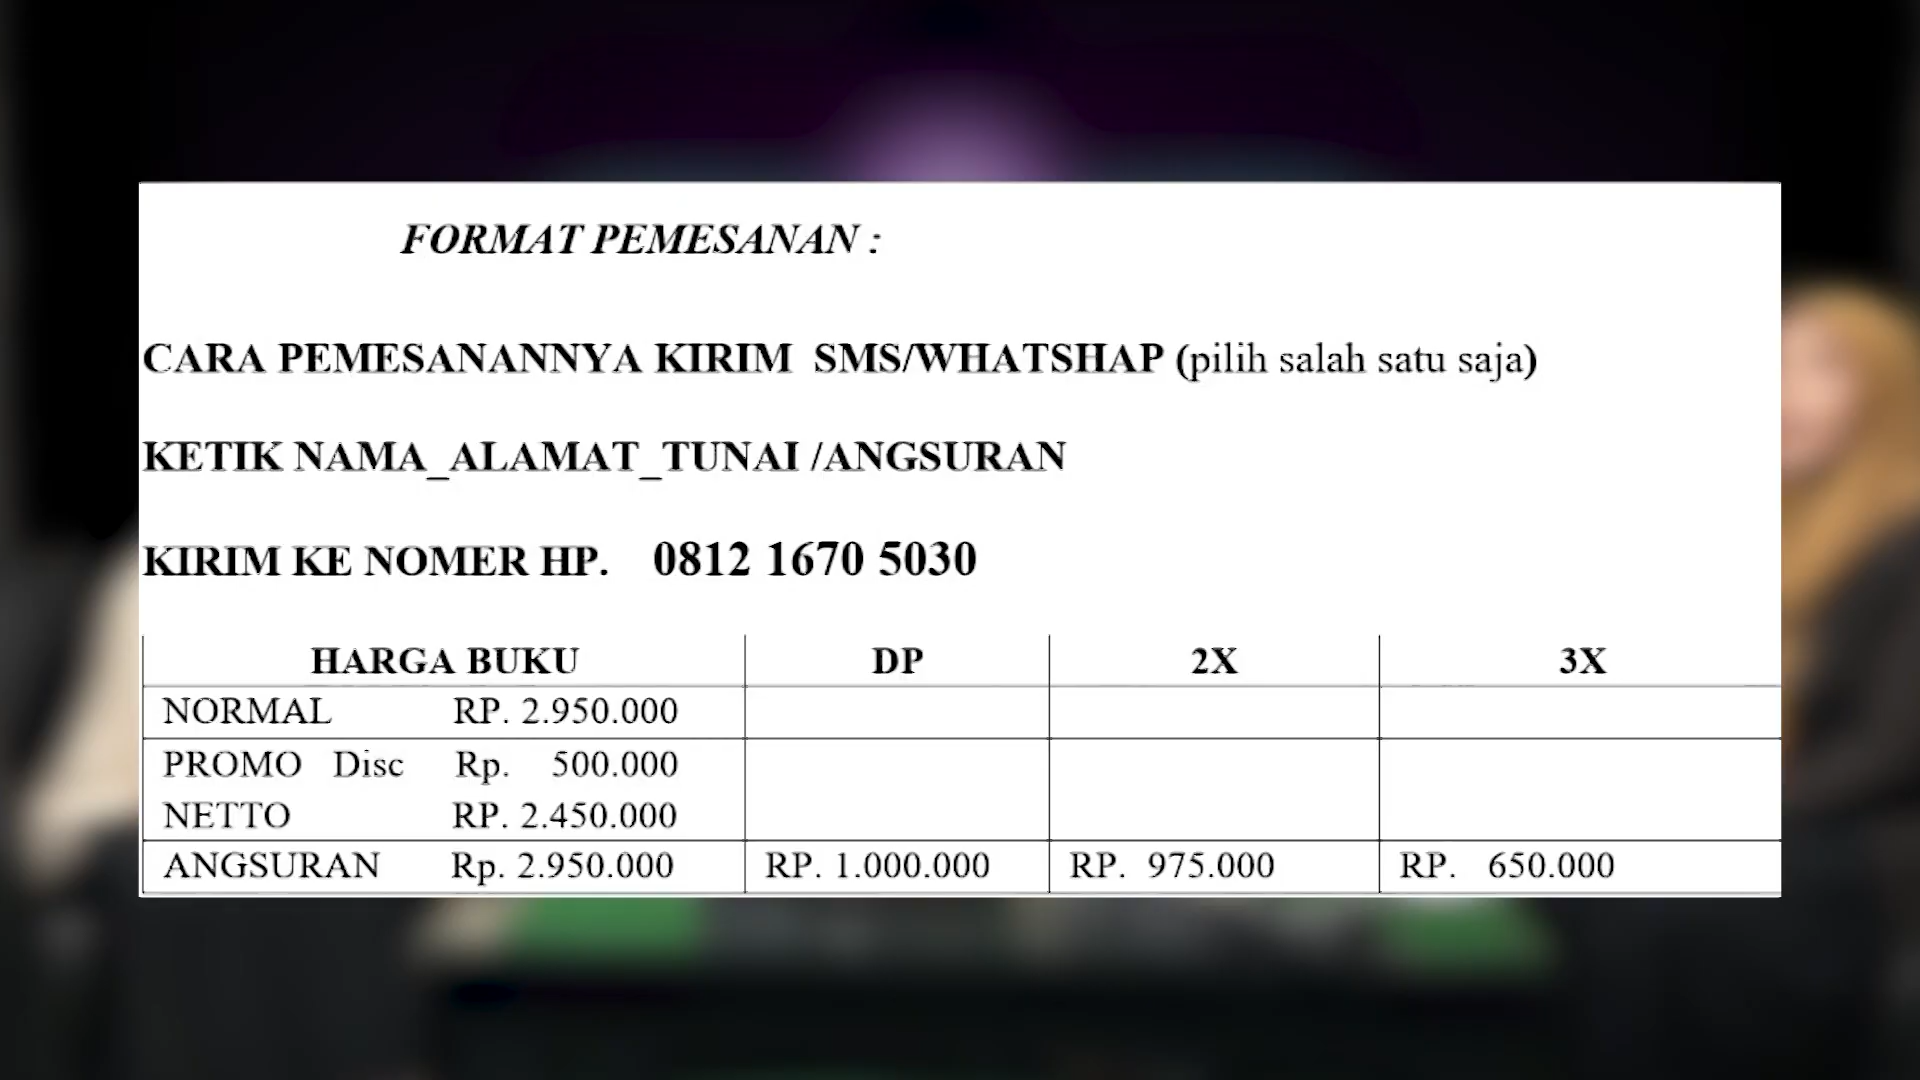 FORMAT PEMESANAN :
CARA PEMESANANNYA KIRIM SMS/WHATSHAP (pilih salah satu saja)
KETIK NAMA_ALAMAT_TUNAI /ANGSURAN
KIRIM KE NOMER HP. 0812 1670 5030
HARGA BUKU DP 2X 3X
NORMAL RP. 2.950.000
PROMO Disc Rp. 500.000
NETTO RP. 2.450.000
ANGSURAN Rp. 2.950.000 RP. 1.000.000 RP. 975.000 RP. 650.000